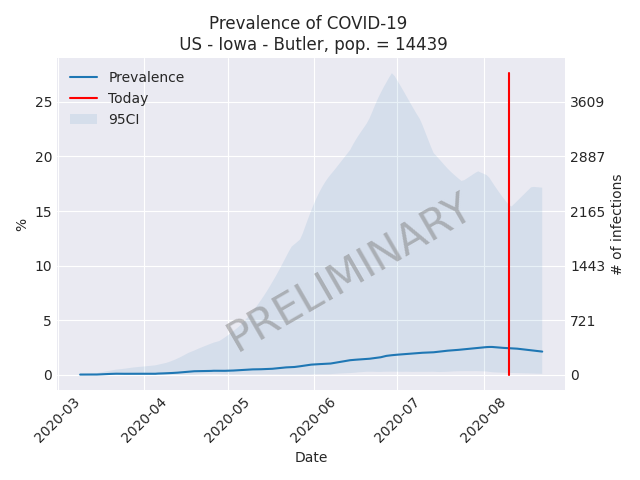 Prevalence of COVID-19
US - Iowa - Butler, pop. = 14439
Prevalence
Today
95CI
25
20
15
10
5
0
%
3609
2887
2165
1443
721
0
# of infections
PRELIMINARY
2020-03
2020-04
2020-05
2020-06
2020-07
2020-08
Date